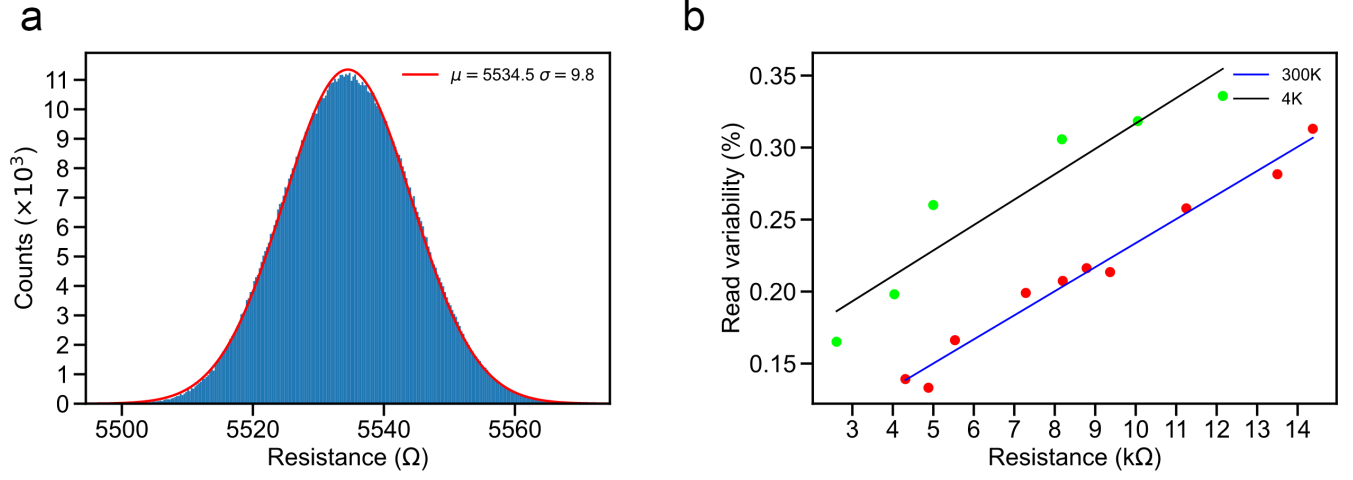 a
Counts (×10³)
11
10
9
8
7
6
5
4
3
2
1
0
μ = 5534.5 σ = 9.8
5500 5520 5540 5560
Resistance (Ω)
b
Read variability (%)
0.35
0.30
0.25
0.20
0.15
300K
4K
3 4 5 6 7 8 9 10 11 12 13 14
Resistance (kΩ)